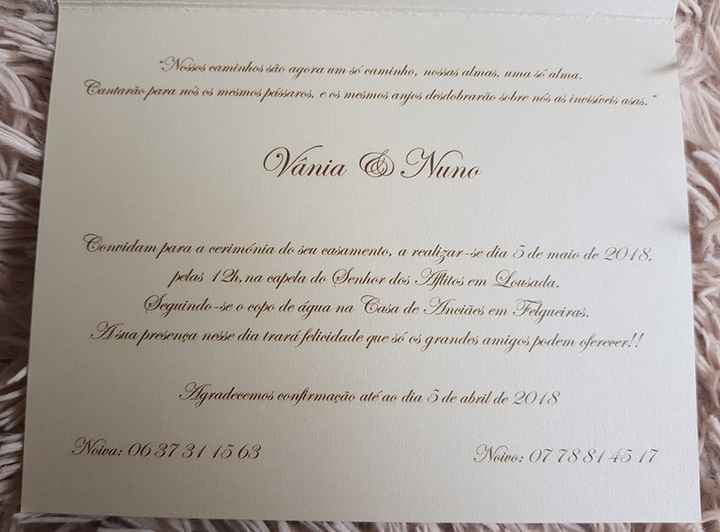 "Nossos caminhos são agora um só caminho, nossas almas, uma só alma.
Cantarão para nós os mesmos pássaros, e os mesmos anjos desdobrarão sobre nós as invisíveis asas."
Vânia & Nuno
Convidam para a cerimónia do seu casamento, a realizar-se dia 5 de maio de 2018,
pelas 12h, na capela do Senhor dos Aflitos em Lousada.
Seguindo-se o copo de água na Casa de Anciães em Felgueiras.
A sua presença nesse dia trará felicidade que só os grandes amigos podem oferecer!!
Agradecemos confirmação até ao dia 5 de abril de 2018
Noiva: 06 37 31 15 63 Noivo: 07 78 81 45 17